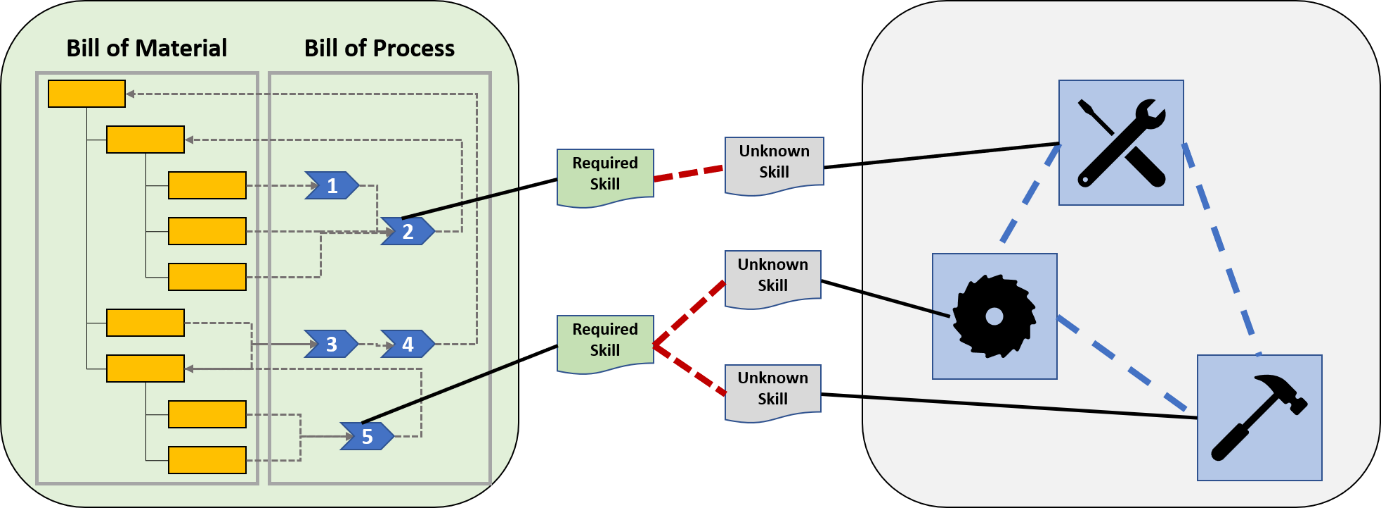 Bill of Material
Bill of Process
1
2
3
4
5
Required
Skill
Unknown
Skill
Unknown
Skill
Required
Skill
Unknown
Skill